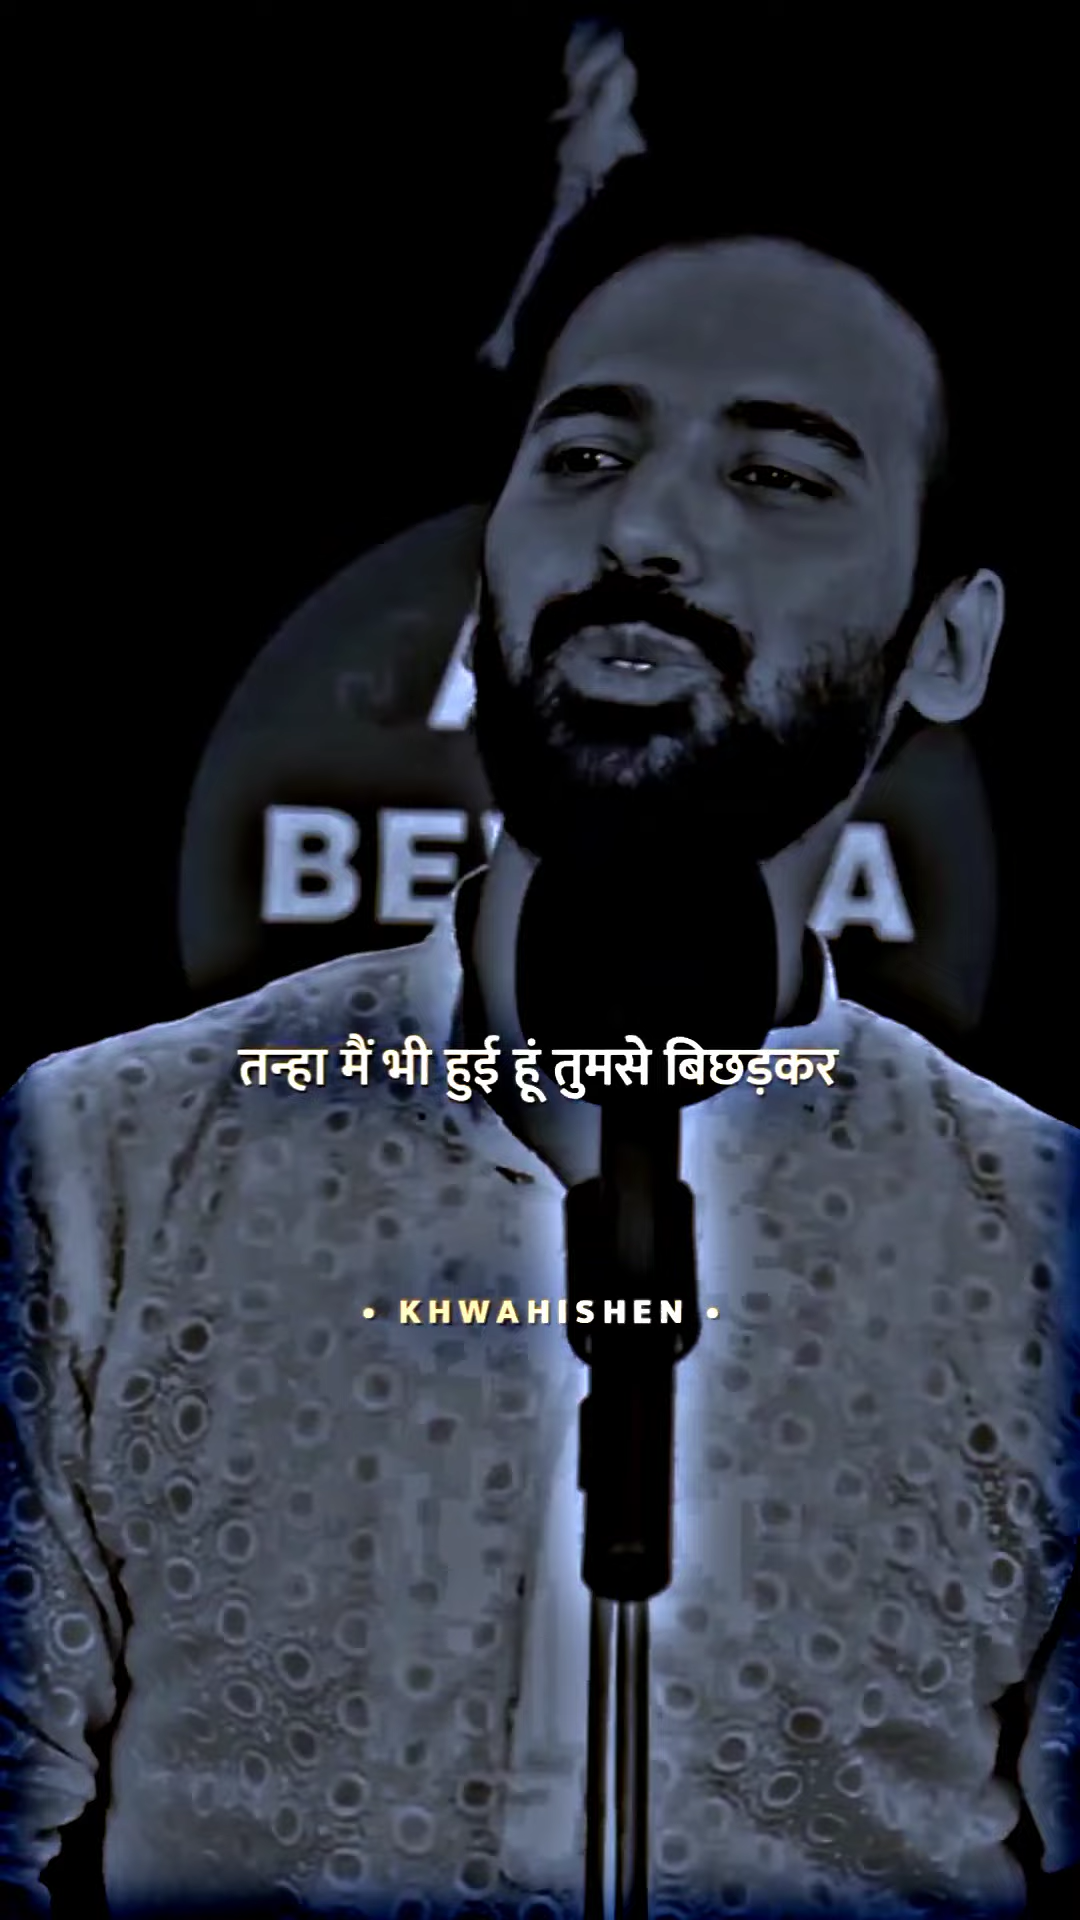 तन्हा मैं भी हुई हूं तुमसे बिछड़कर
• KHWAHISHEN •